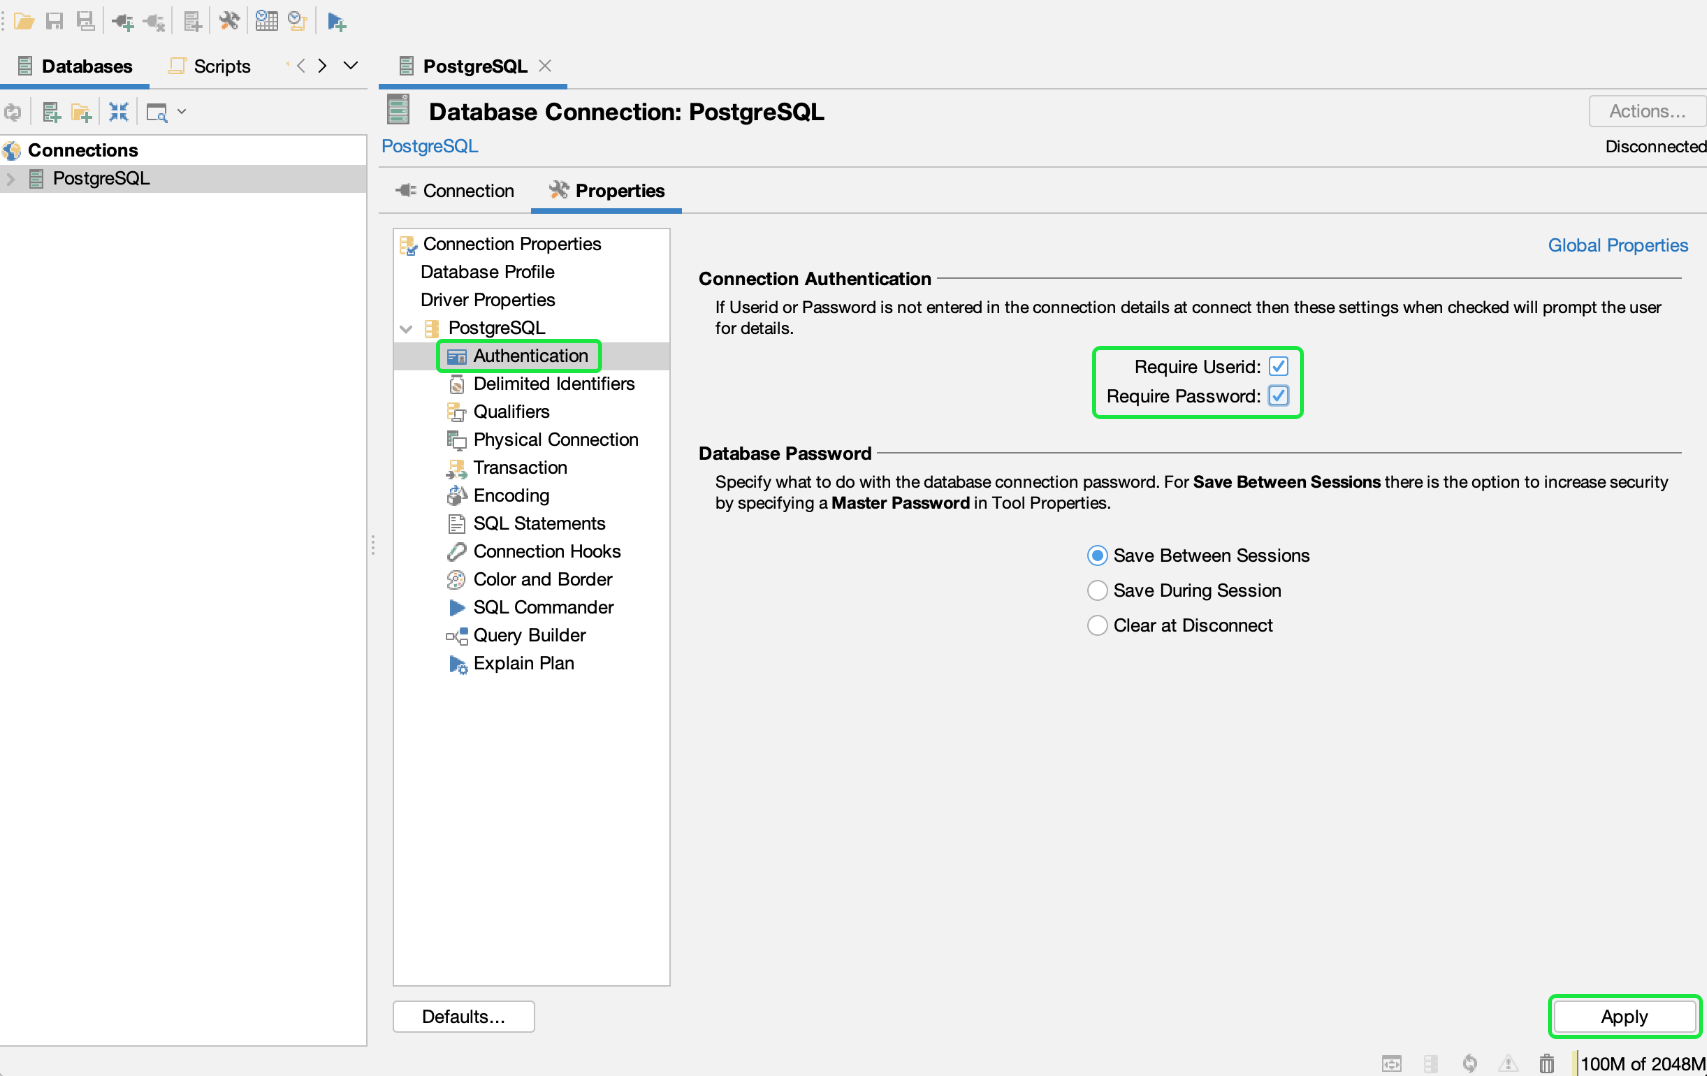 Databases
Scripts
PostgreSQL
Database Connection: PostgreSQL
Actions...
PostgreSQL
Disconnected
Connections
PostgreSQL
Connection
Properties
Connection Properties
Database Profile
Driver Properties
PostgreSQL
Authentication
Delimited Identifiers
Qualifiers
Physical Connection
Transaction
Encoding
SQL Statements
Connection Hooks
Color and Border
SQL Commander
Query Builder
Explain Plan
Global Properties
Connection Authentication
If Userid or Password is not entered in the connection details at connect then these settings when checked will prompt the user
for details.
Require Userid:
Require Password:
Database Password
Specify what to do with the database connection password. For Save Between Sessions there is the option to increase security
by specifying a Master Password in Tool Properties.
Save Between Sessions
Save During Session
Clear at Disconnect
Defaults...
Apply
100M of 2048M